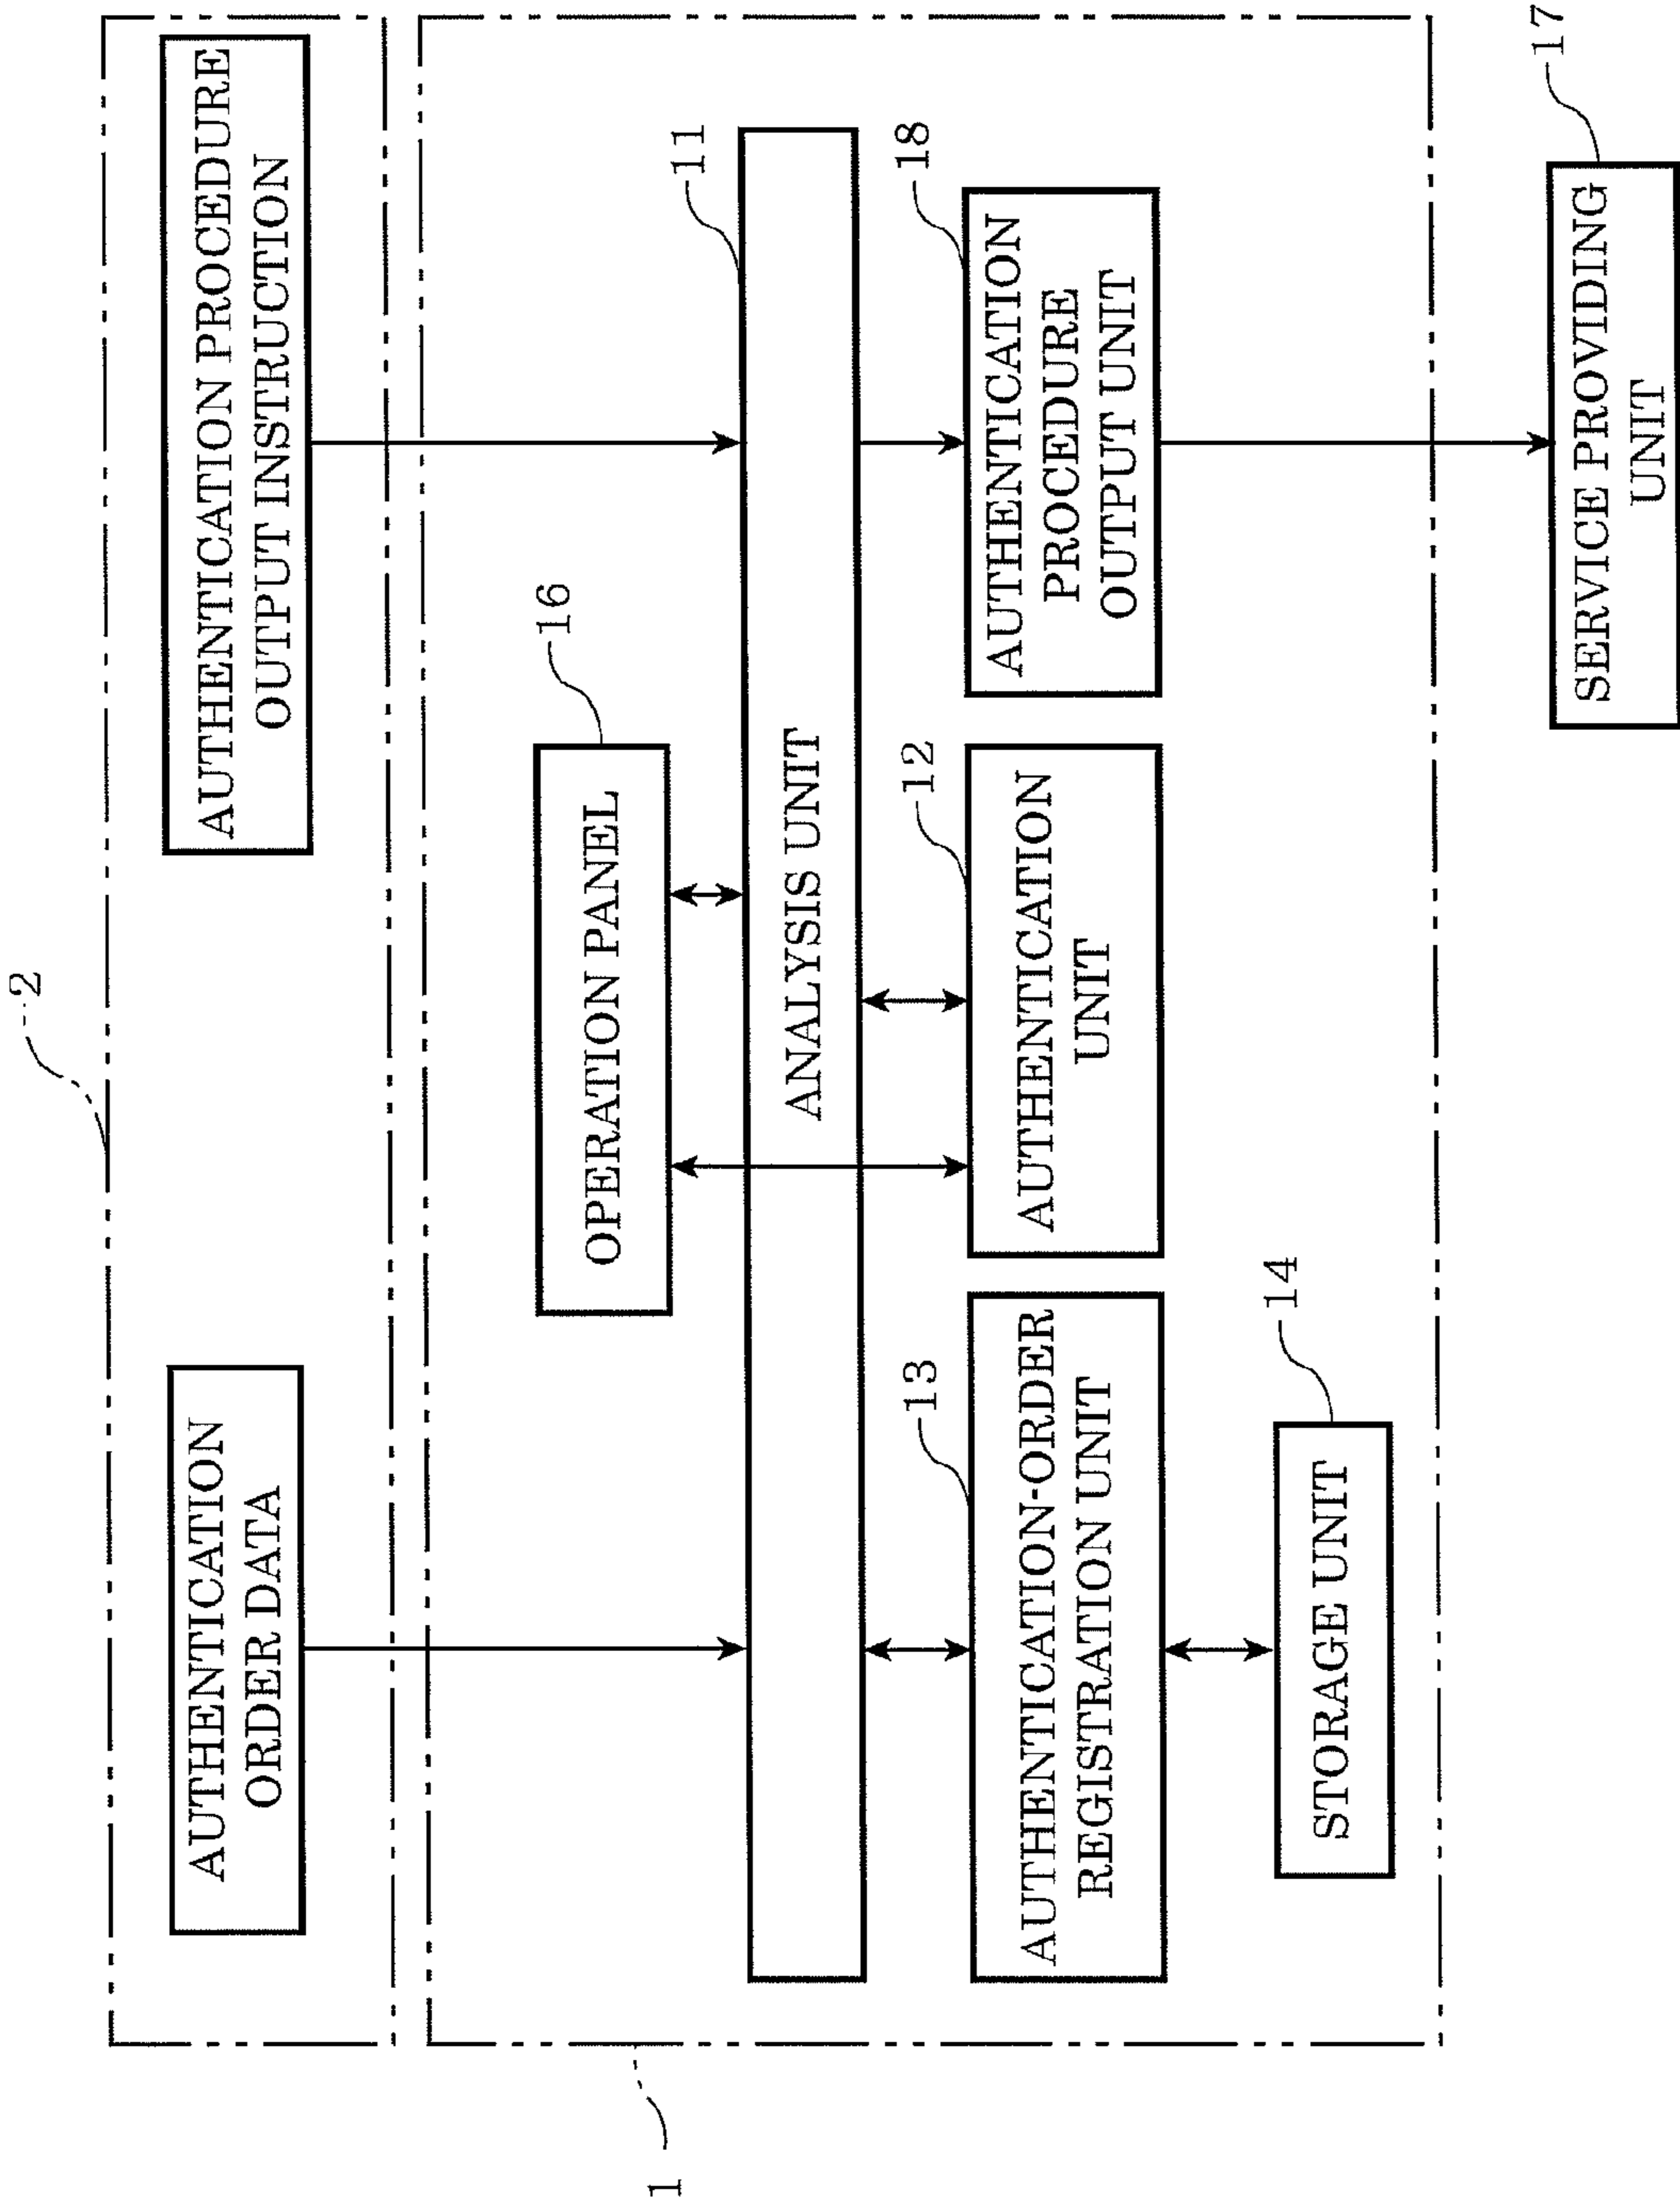 2
AUTHENTICATION
ORDER DATA
AUTHENTICATION PROCEDURE
OUTPUT INSTRUCTION
1
OPERATION PANEL
16
ANALYSIS UNIT
11
AUTHENTICATION-ORDER
REGISTRATION UNIT
13
AUTHENTICATION
UNIT
12
AUTHENTICATION
PROCEDURE
OUTPUT UNIT
18
STORAGE UNIT
14
SERVICE PROVIDING
UNIT
17